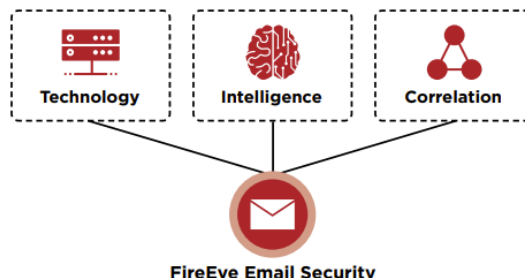 Technology
Intelligence
Correlation
FireEye Email Security